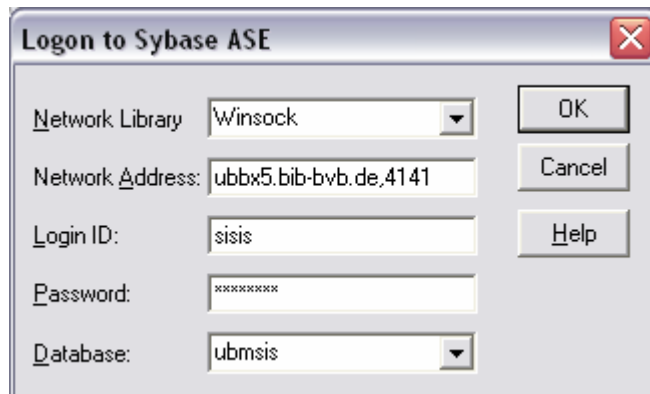 Logon to Sybase ASE
Network Library
Winsock
OK
Network Address:
ubbx5.bib-bvb.de,4141
Cancel
Login ID:
sisis
Help
Password:
********
Database:
ubmsis